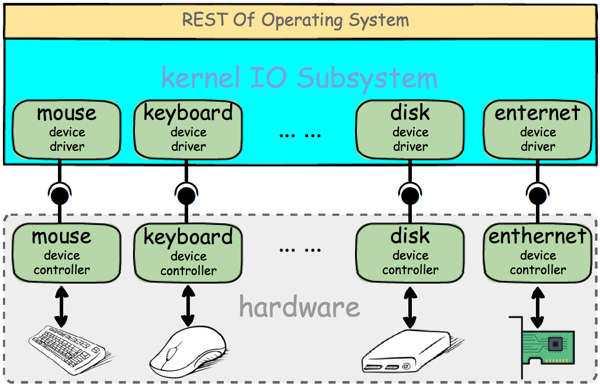 REST Of Operating System
kernel IO Subsystem
mouse
device
driver
keyboard
device
driver
... ...
disk
device
driver
enternet
device
driver
mouse
device
controller
keyboard
device
controller
... ...
disk
device
controller
enthernet
device
controller
hardware